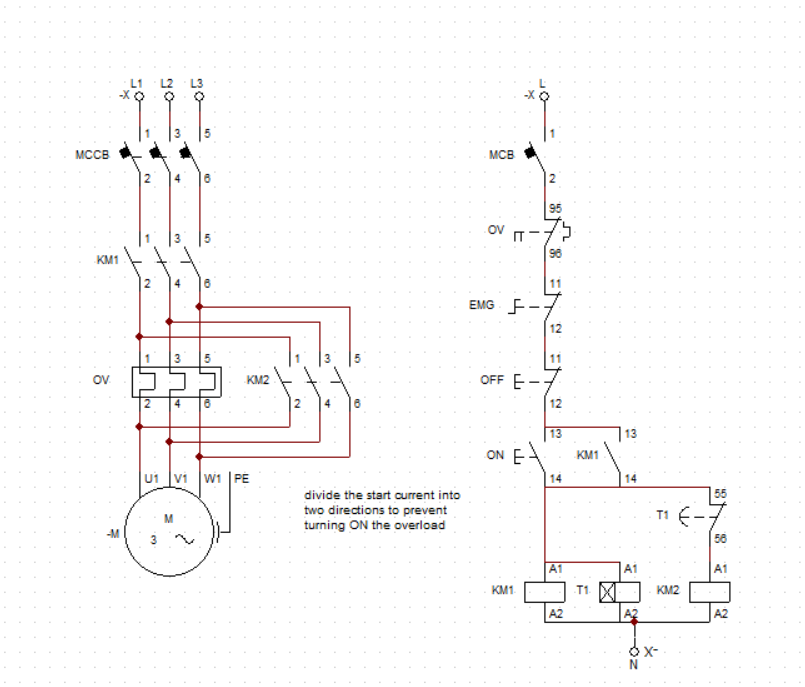 L1 L2 L3
-X
1 3 5
MCCB
2 4 6
1 3 5
KM1
2 4 6
1 3 5
OV
2 4 6
1 3 5
KM2
2 4 6
U1 V1 W1 PE
M
-M
3
divide the start current into
two directions to prevent
turning ON the overload
L
-X
1
MCB
2
95
OV
96
11
EMG
12
11
OFF
12
13 13
ON KM1
14 14
55
T1
56
A1 A1 A1
KM1 T1 KM2
A2 A2 A2
X-
N